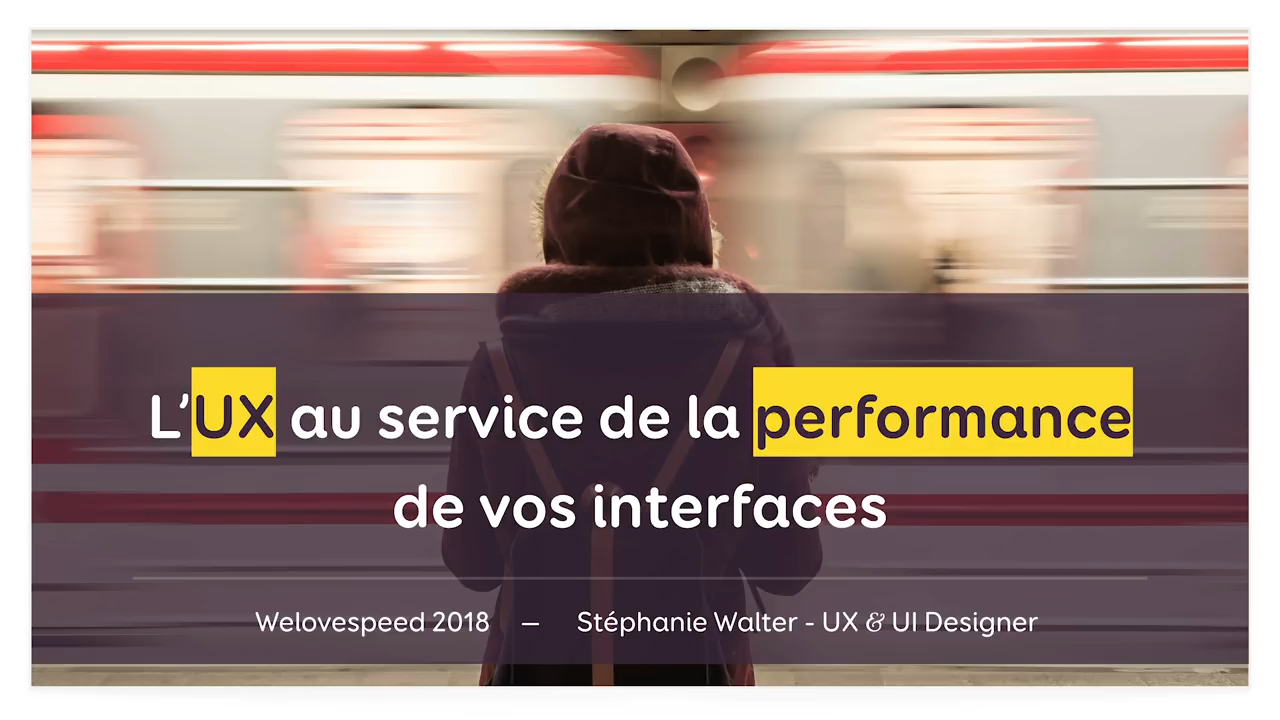 L’UX au service de la performance
de vos interfaces
Welovespeed 2018 – Stéphanie Walter - UX & UI Designer